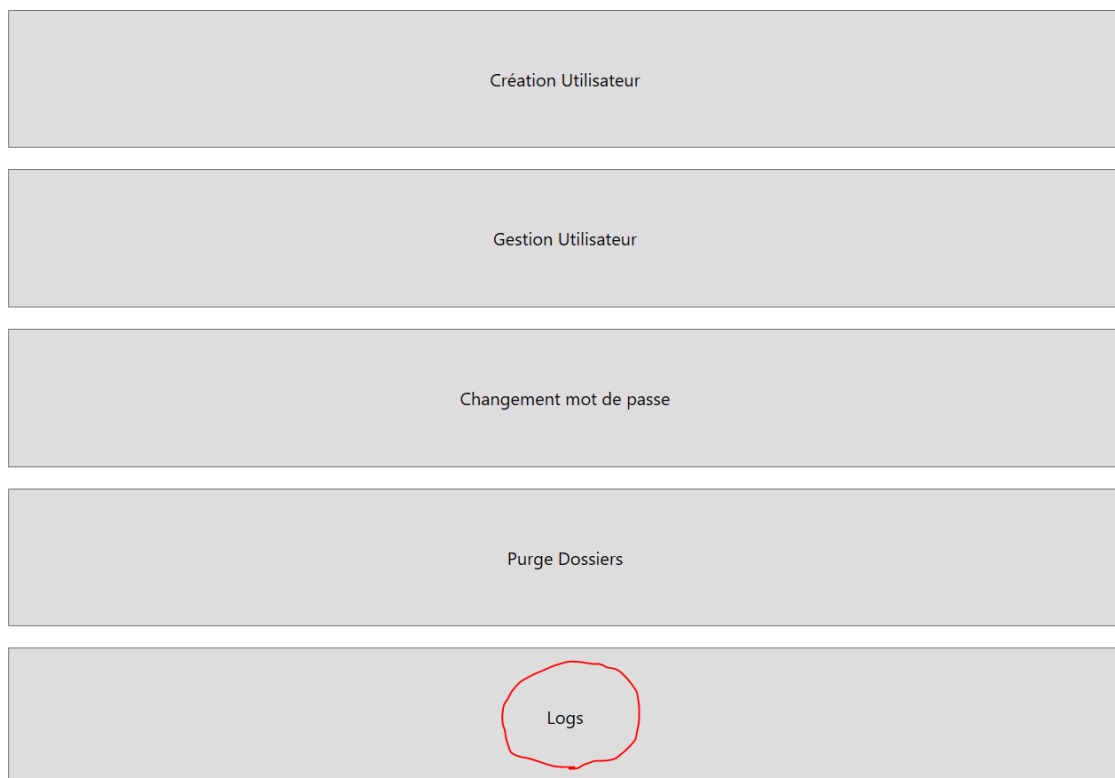 Création Utilisateur
Gestion Utilisateur
Changement mot de passe
Purge Dossiers
Logs